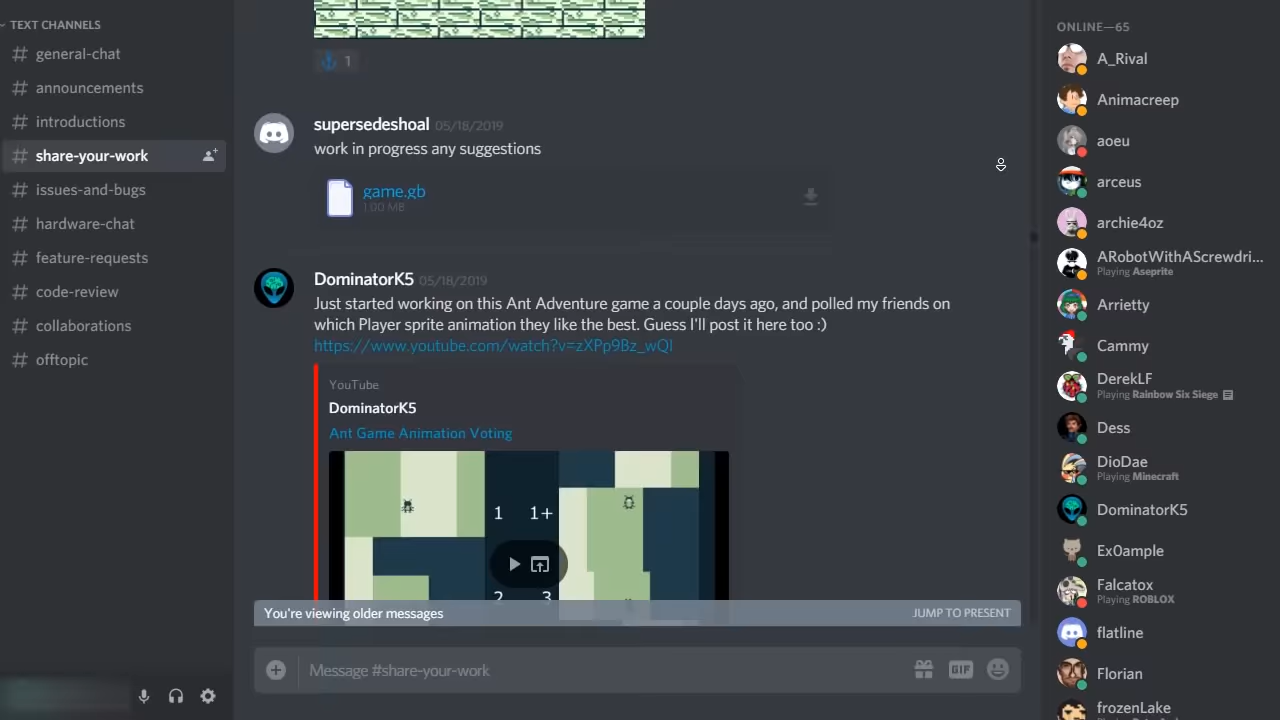 TEXT CHANNELS
# general-chat
# announcements
# introductions
# share-your-work
# issues-and-bugs
# hardware-chat
# feature-requests
# code-review
# collaborations
# offtopic
1
supersedeshoal 05/18/2019
work in progress any suggestions
game.gb
1.00 MB
DominatorK5 05/18/2019
Just started working on this Ant Adventure game a couple days ago, and polled my friends on
which Player sprite animation they like the best. Guess I'll post it here too :)
https://www.youtube.com/watch?v=zXPp9Bz_wQI
YouTube
DominatorK5
Ant Game Animation Voting
1 1+
2 3
You're viewing older messages JUMP TO PRESENT
Message #share-your-work
GIF
ONLINE—65
A_Rival
Animacreep
aoeu
arceus
archie4oz
ARobotWithAScrewdri...
Playing Aseprite
Arrietty
Cammy
DerekLF
Playing Rainbow Six Siege
Dess
DioDae
Playing Minecraft
DominatorK5
Ex0ample
Falcatox
Playing ROBLOX
flatline
Florian
frozenLake